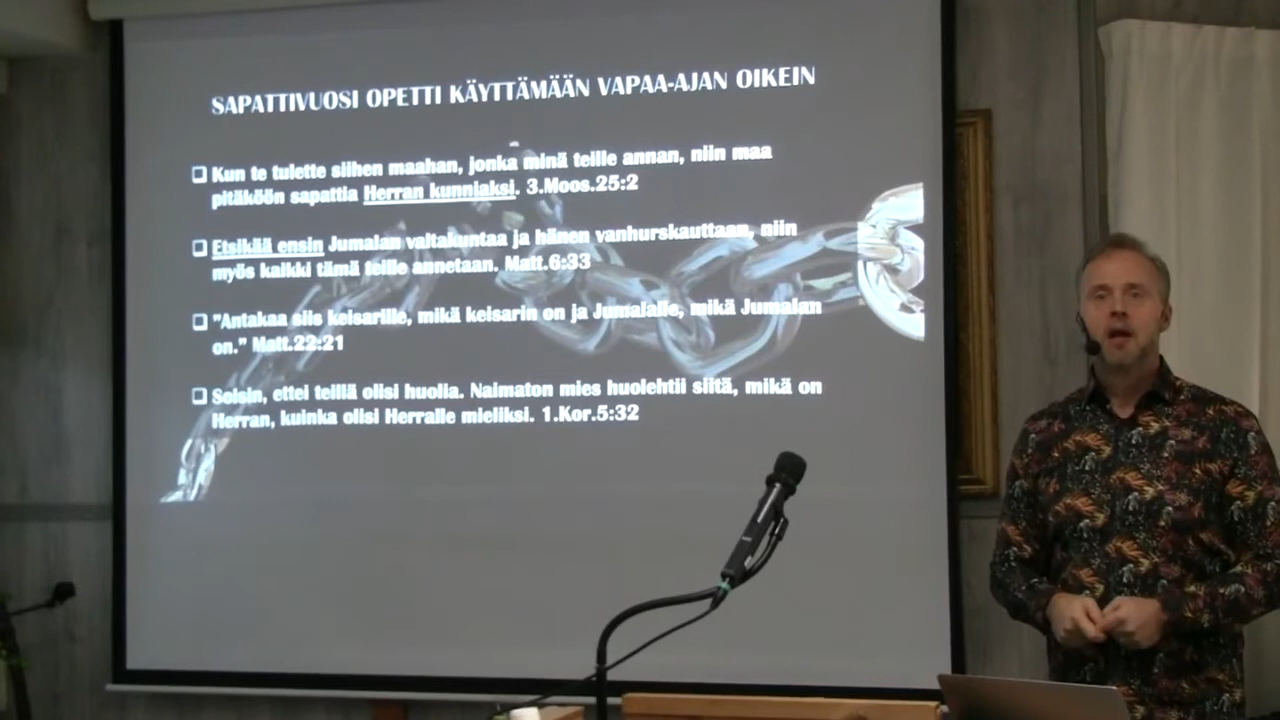 SAPATTIVUOSI OPETTI KÄYTTÄMÄÄN VAPAA-AJAN OIKEIN
❑ Kun te tulette siihen maahan, jonka minä teille annan, niin maa
pitäköön sapattia Herran kunniaksi. 3.Moos.25:2
❑ Etsikää ensin Jumalan valtakuntaa ja hänen vanhurskauttaan, niin
myös kaikki tämä teille annetaan. Matt.6:33
❑ "Antakaa siis keisarille, mikä keisarin on ja Jumalalle, mikä Jumalan
on." Matt.22:21
❑ Soisin, ettei teillä olisi huolia. Naimaton mies huolehtii siitä, mikä on
Herran, kuinka olisi Herralle mieliksi. 1.Kor.5:32